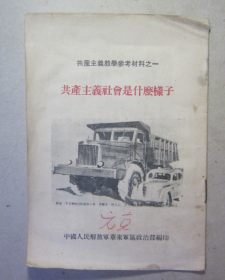 共產主義教學參考材料之一
共產主義社會是什麼樣子
中國人民解放軍華東軍區政治部編印